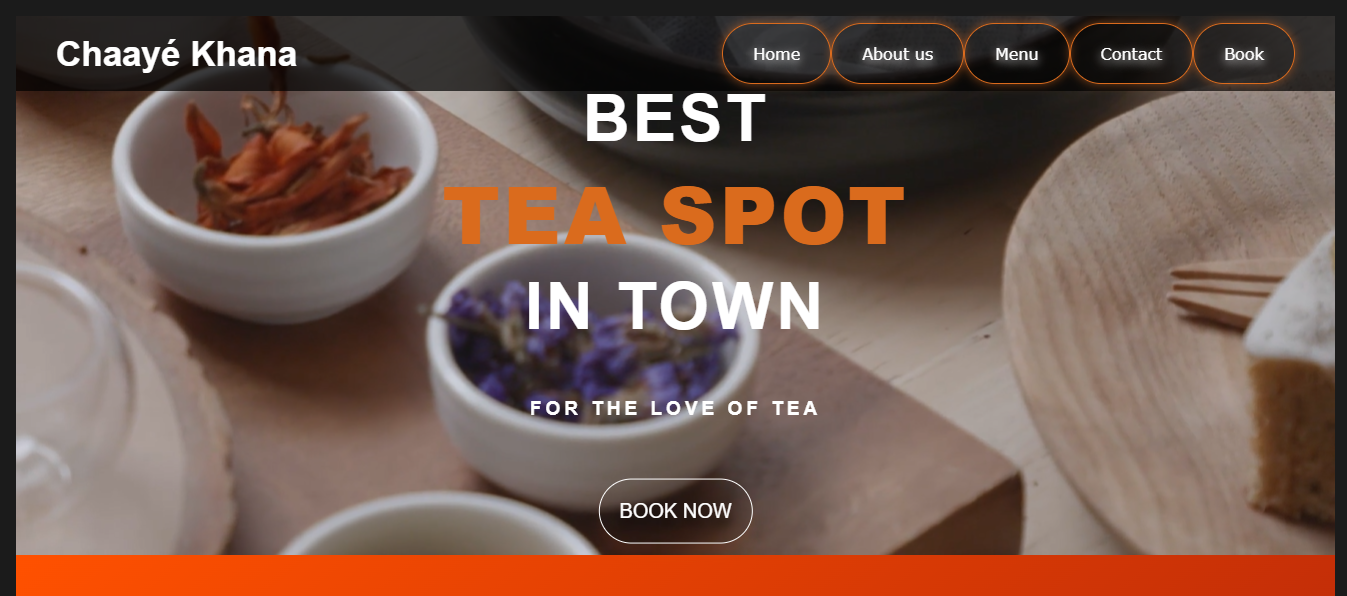 Chaayé Khana
Home About us Menu Contact Book
BEST
TEA SPOT
IN TOWN
FOR THE LOVE OF TEA
BOOK NOW